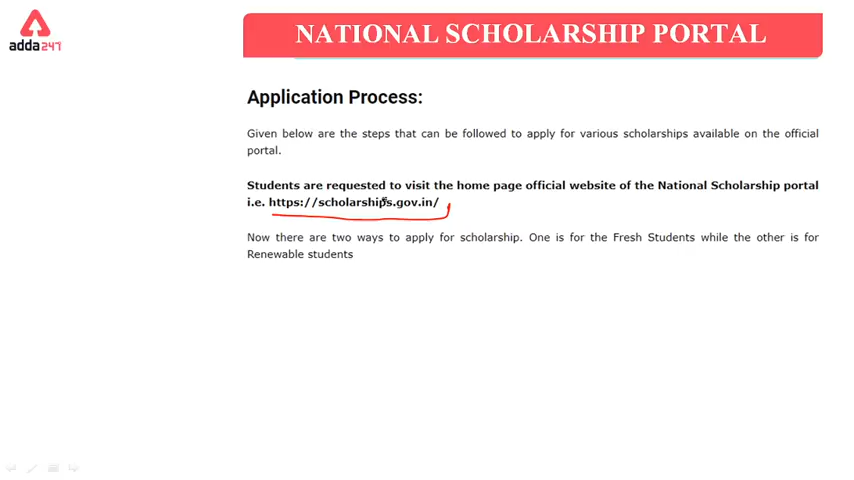 NATIONAL SCHOLARSHIP PORTAL
adda247
Application Process:
Given below are the steps that can be followed to apply for various scholarships available on the official
portal.
Students are requested to visit the home page official website of the National Scholarship portal
i.e. https://scholarships.gov.in/
Now there are two ways to apply for scholarship. One is for the Fresh Students while the other is for
Renewable students